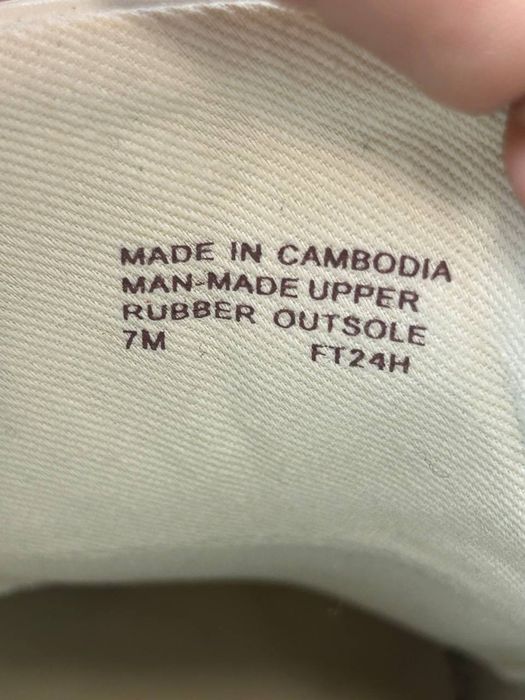 MADE IN CAMBODIA
MAN-MADE UPPER
RUBBER OUTSOLE
7M FT24H